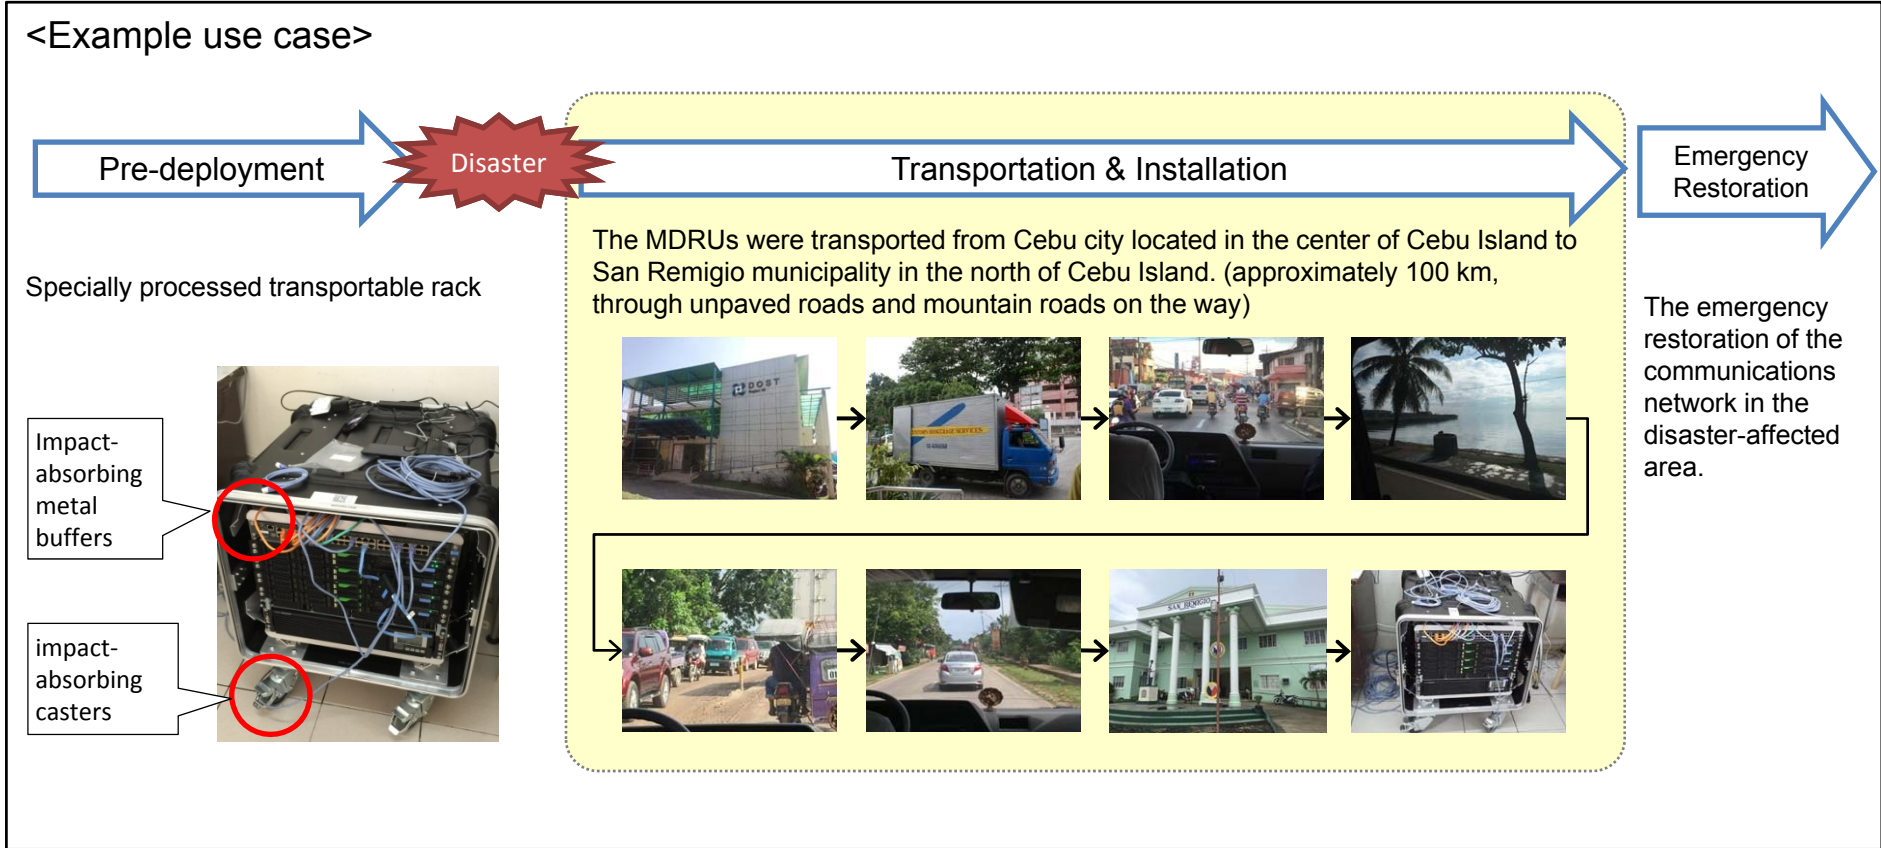 <Example use case>
Pre-deployment
Disaster
Transportation & Installation
Emergency
Restoration
Specially processed transportable rack
Impact-
absorbing
metal
buffers
impact-
absorbing
casters
The MDRUs were transported from Cebu city located in the center of Cebu Island to
San Remigio municipality in the north of Cebu Island. (approximately 100 km,
through unpaved roads and mountain roads on the way)
DOST
SAN REMIGIO
The emergency
restoration of the
communications
network in the
disaster-affected
area.